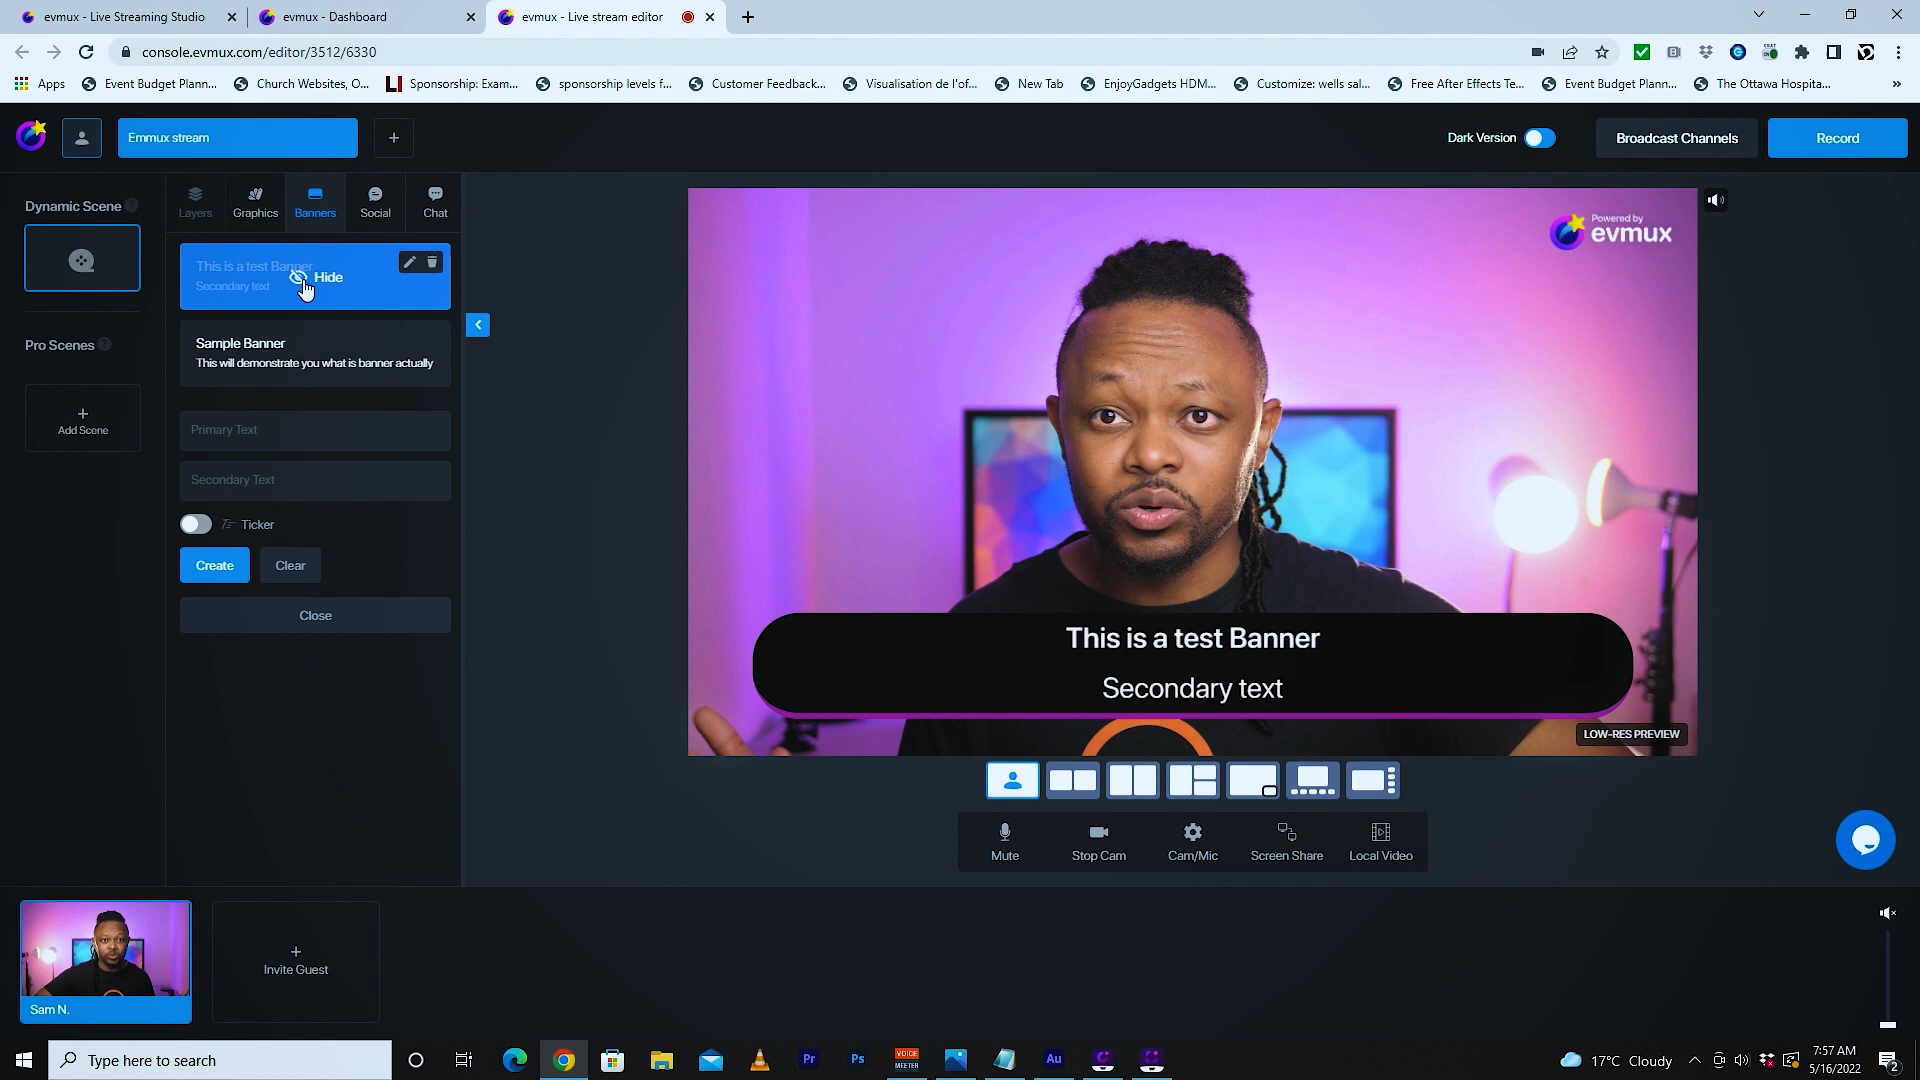 evmux - Live Streaming Studio
evmux - Dashboard
evmux - Live stream editor
console.evmux.com/editor/3512/6330
Apps
Event Budget Plann...
Church Websites, O...
Sponsorship: Exam...
sponsorship levels f...
Customer Feedback...
Visualisation de l'of...
New Tab
EnjoyGadgets HDM...
Customize: wells sal...
Free After Effects Te...
Event Budget Plann...
The Ottawa Hospita...
»
Emmux stream
+
Dark Version
Broadcast Channels
Record
Dynamic Scene
Layers
Graphics
Banners
Social
Chat
This is a test Banner
Secondary text
Hide
Sample Banner
This will demonstrate you what is banner actually
Pro Scenes
+
Add Scene
Primary Text
Secondary Text
Ticker
Create
Clear
Close
Powered by
evmux
This is a test Banner
Secondary text
LOW-RES PREVIEW
Mute
Stop Cam
Cam/Mic
Screen Share
Local Video
Sam N.
+
Invite Guest
Type here to search
Pr
Ps
VOICE
MEETER
Au
17°C Cloudy
7:57 AM
5/16/2022
2